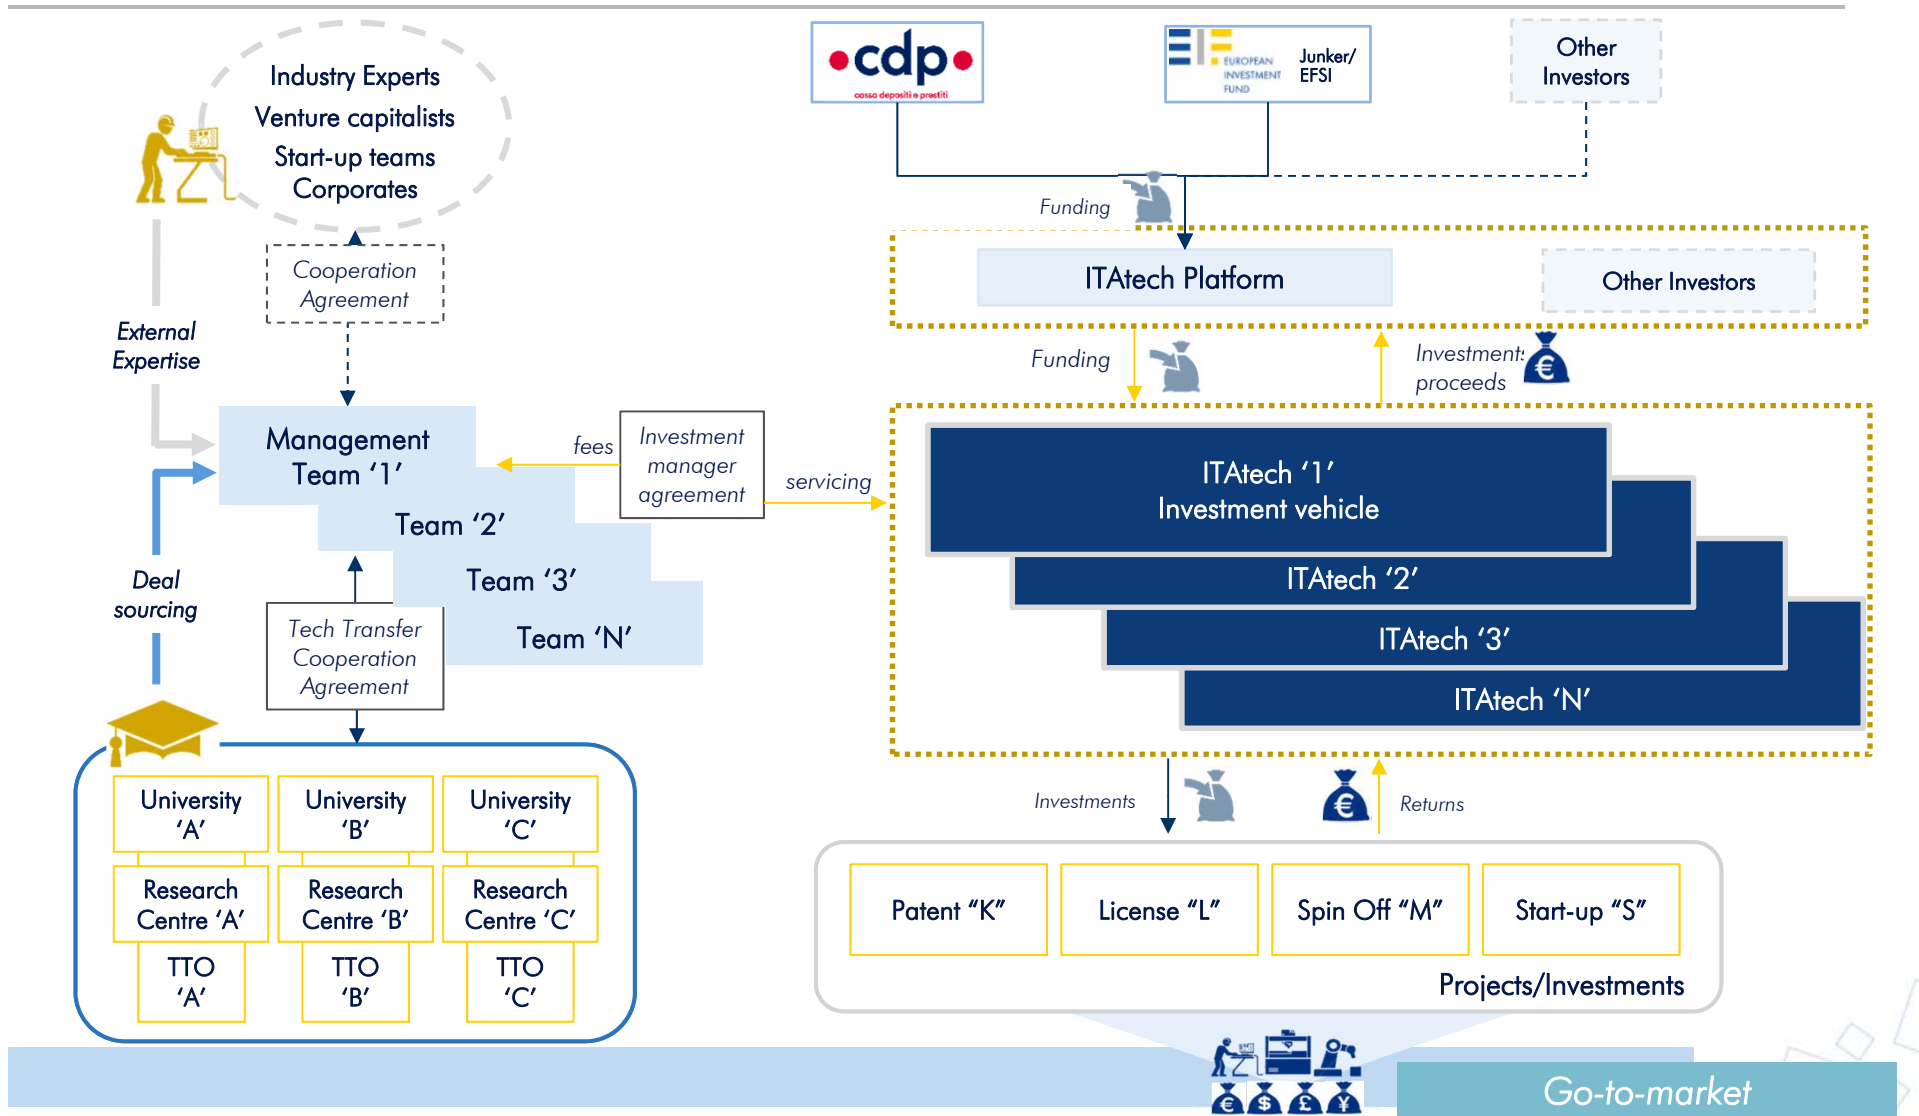 Industry Experts
Venture capitalists
Start-up teams
Corporates
cdp
cassa depositi e prestiti
EIF
EUROPEAN
INVESTMENT
FUND
Junker/
EFSI
Other
Investors
Funding
Cooperation
Agreement
ITAtech Platform
Other Investors
External
Expertise
Funding
Investments
proceeds
€
Management
Team ‘1’
Team ‘2’
Team ‘3’
Team ‘N’
fees
Investment
manager
agreement
servicing
ITAtech ‘1’
Investment vehicle
ITAtech ‘2’
ITAtech ‘3’
ITAtech ‘N’
Deal
sourcing
Tech Transfer
Cooperation
Agreement
Investments
€
Returns
University
‘A’
University
‘B’
University
‘C’
Research
Centre ‘A’
Research
Centre ‘B’
Research
Centre ‘C’
TTO
‘A’
TTO
‘B’
TTO
‘C’
Patent “K”
License “L”
Spin Off “M”
Start-up “S”
Projects/Investments
€ $ £ ¥
Go-to-market